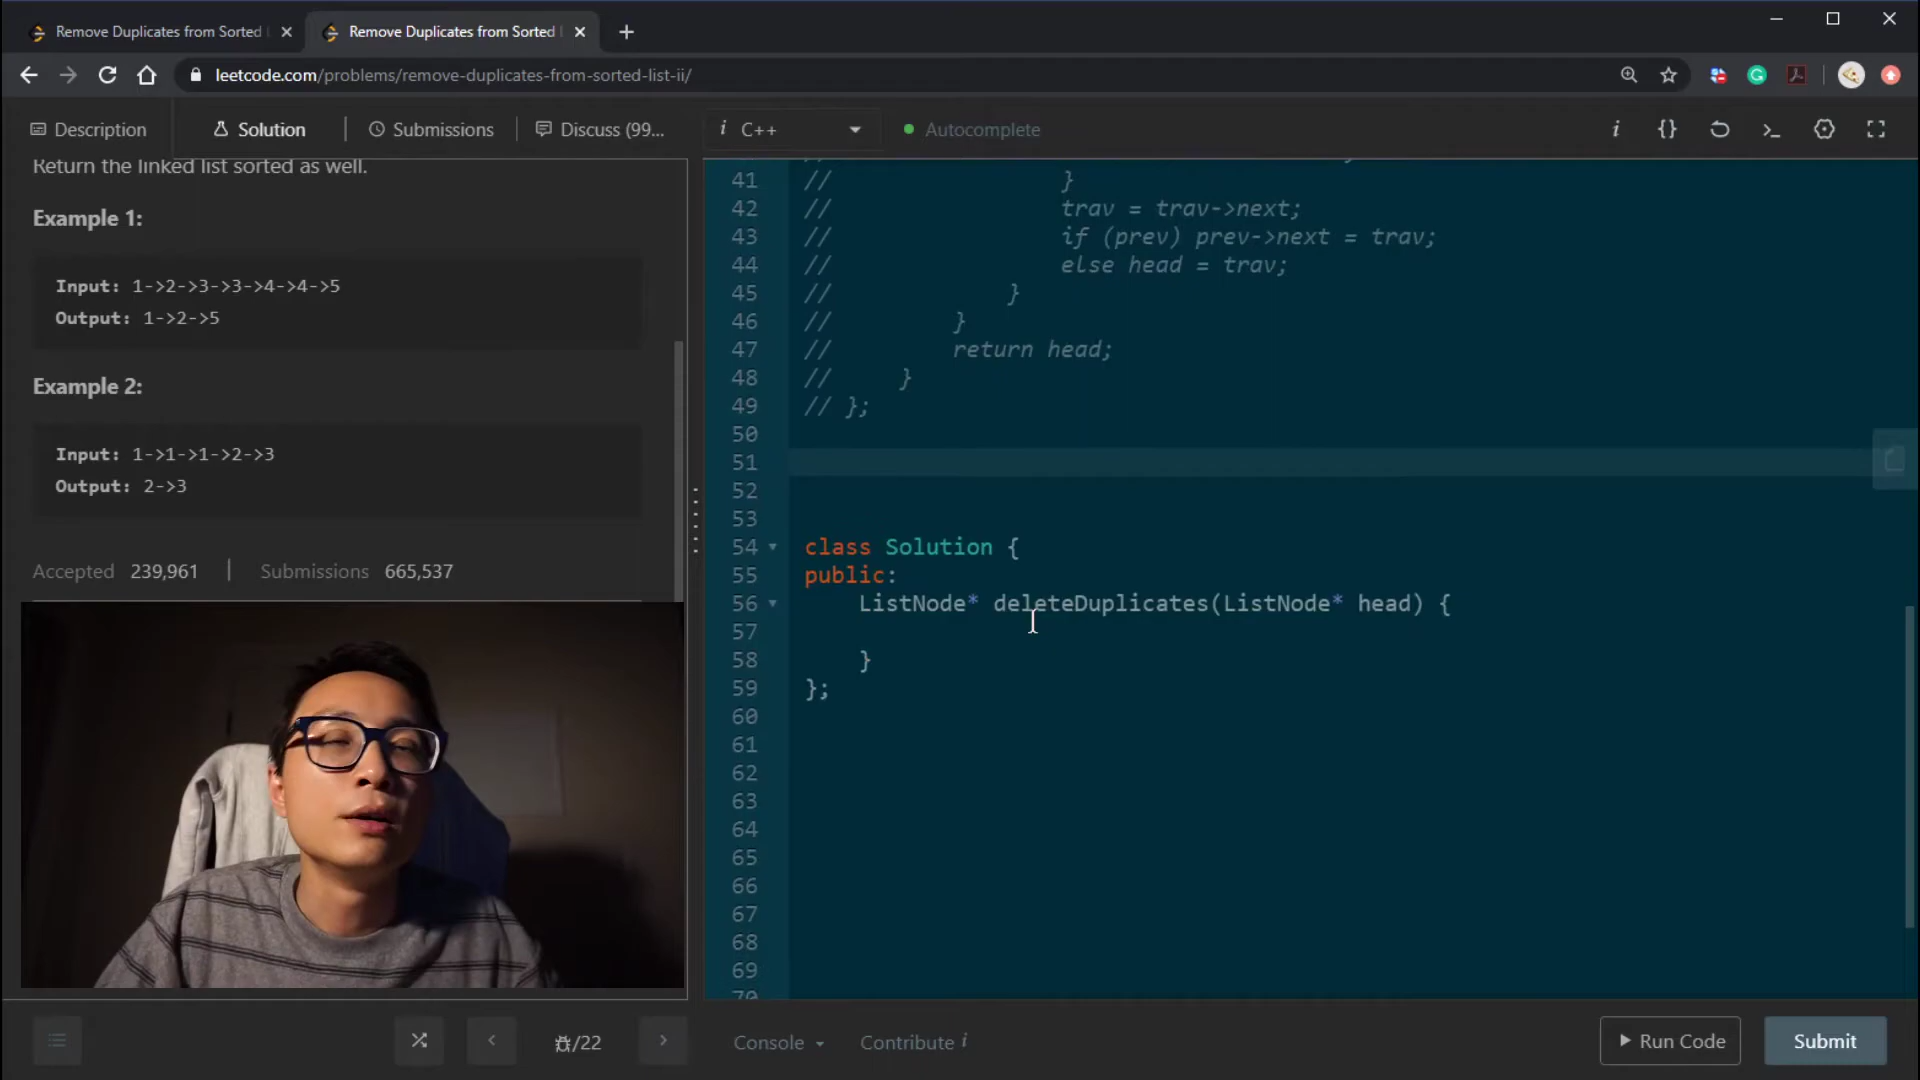 Remove Duplicates from Sorted
Remove Duplicates from Sorted
leetcode.com/problems/remove-duplicates-from-sorted-list-ii/
Description
Solution
Submissions
Discuss (99...
i C++
Autocomplete
Return the linked list sorted as well.
Example 1:
Input: 1->2->3->3->4->4->5
Output: 1->2->5
Example 2:
Input: 1->1->1->2->3
Output: 2->3
Accepted 239,961 | Submissions 665,537
41 // }
42 // trav = trav->next;
43 // if (prev) prev->next = trav;
44 // else head = trav;
45 // }
46 // }
47 // return head;
48 // }
49 // };
50
51
52
53
54 class Solution {
55 public:
56 ListNode* deleteDuplicates(ListNode* head) {
57
58 }
59 };
60
61
62
63
64
65
66
67
68
69
70
/22
Console
Contribute i
Run Code
Submit